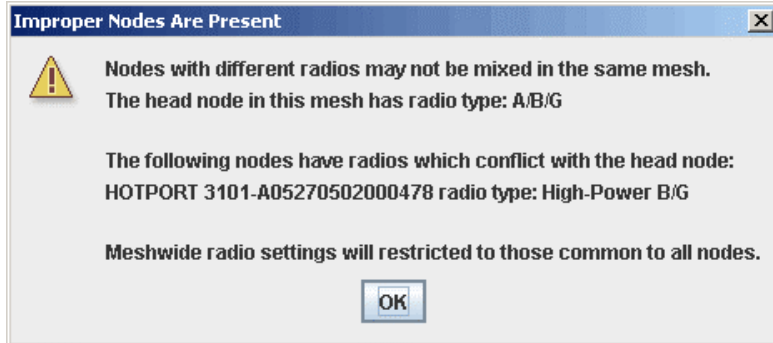 Improper Nodes Are Present
Nodes with different radios may not be mixed in the same mesh.
The head node in this mesh has radio type: A/B/G
The following nodes have radios which conflict with the head node:
HOTPORT 3101-A05270502000478 radio type: High-Power B/G
Meshwide radio settings will restricted to those common to all nodes.
OK